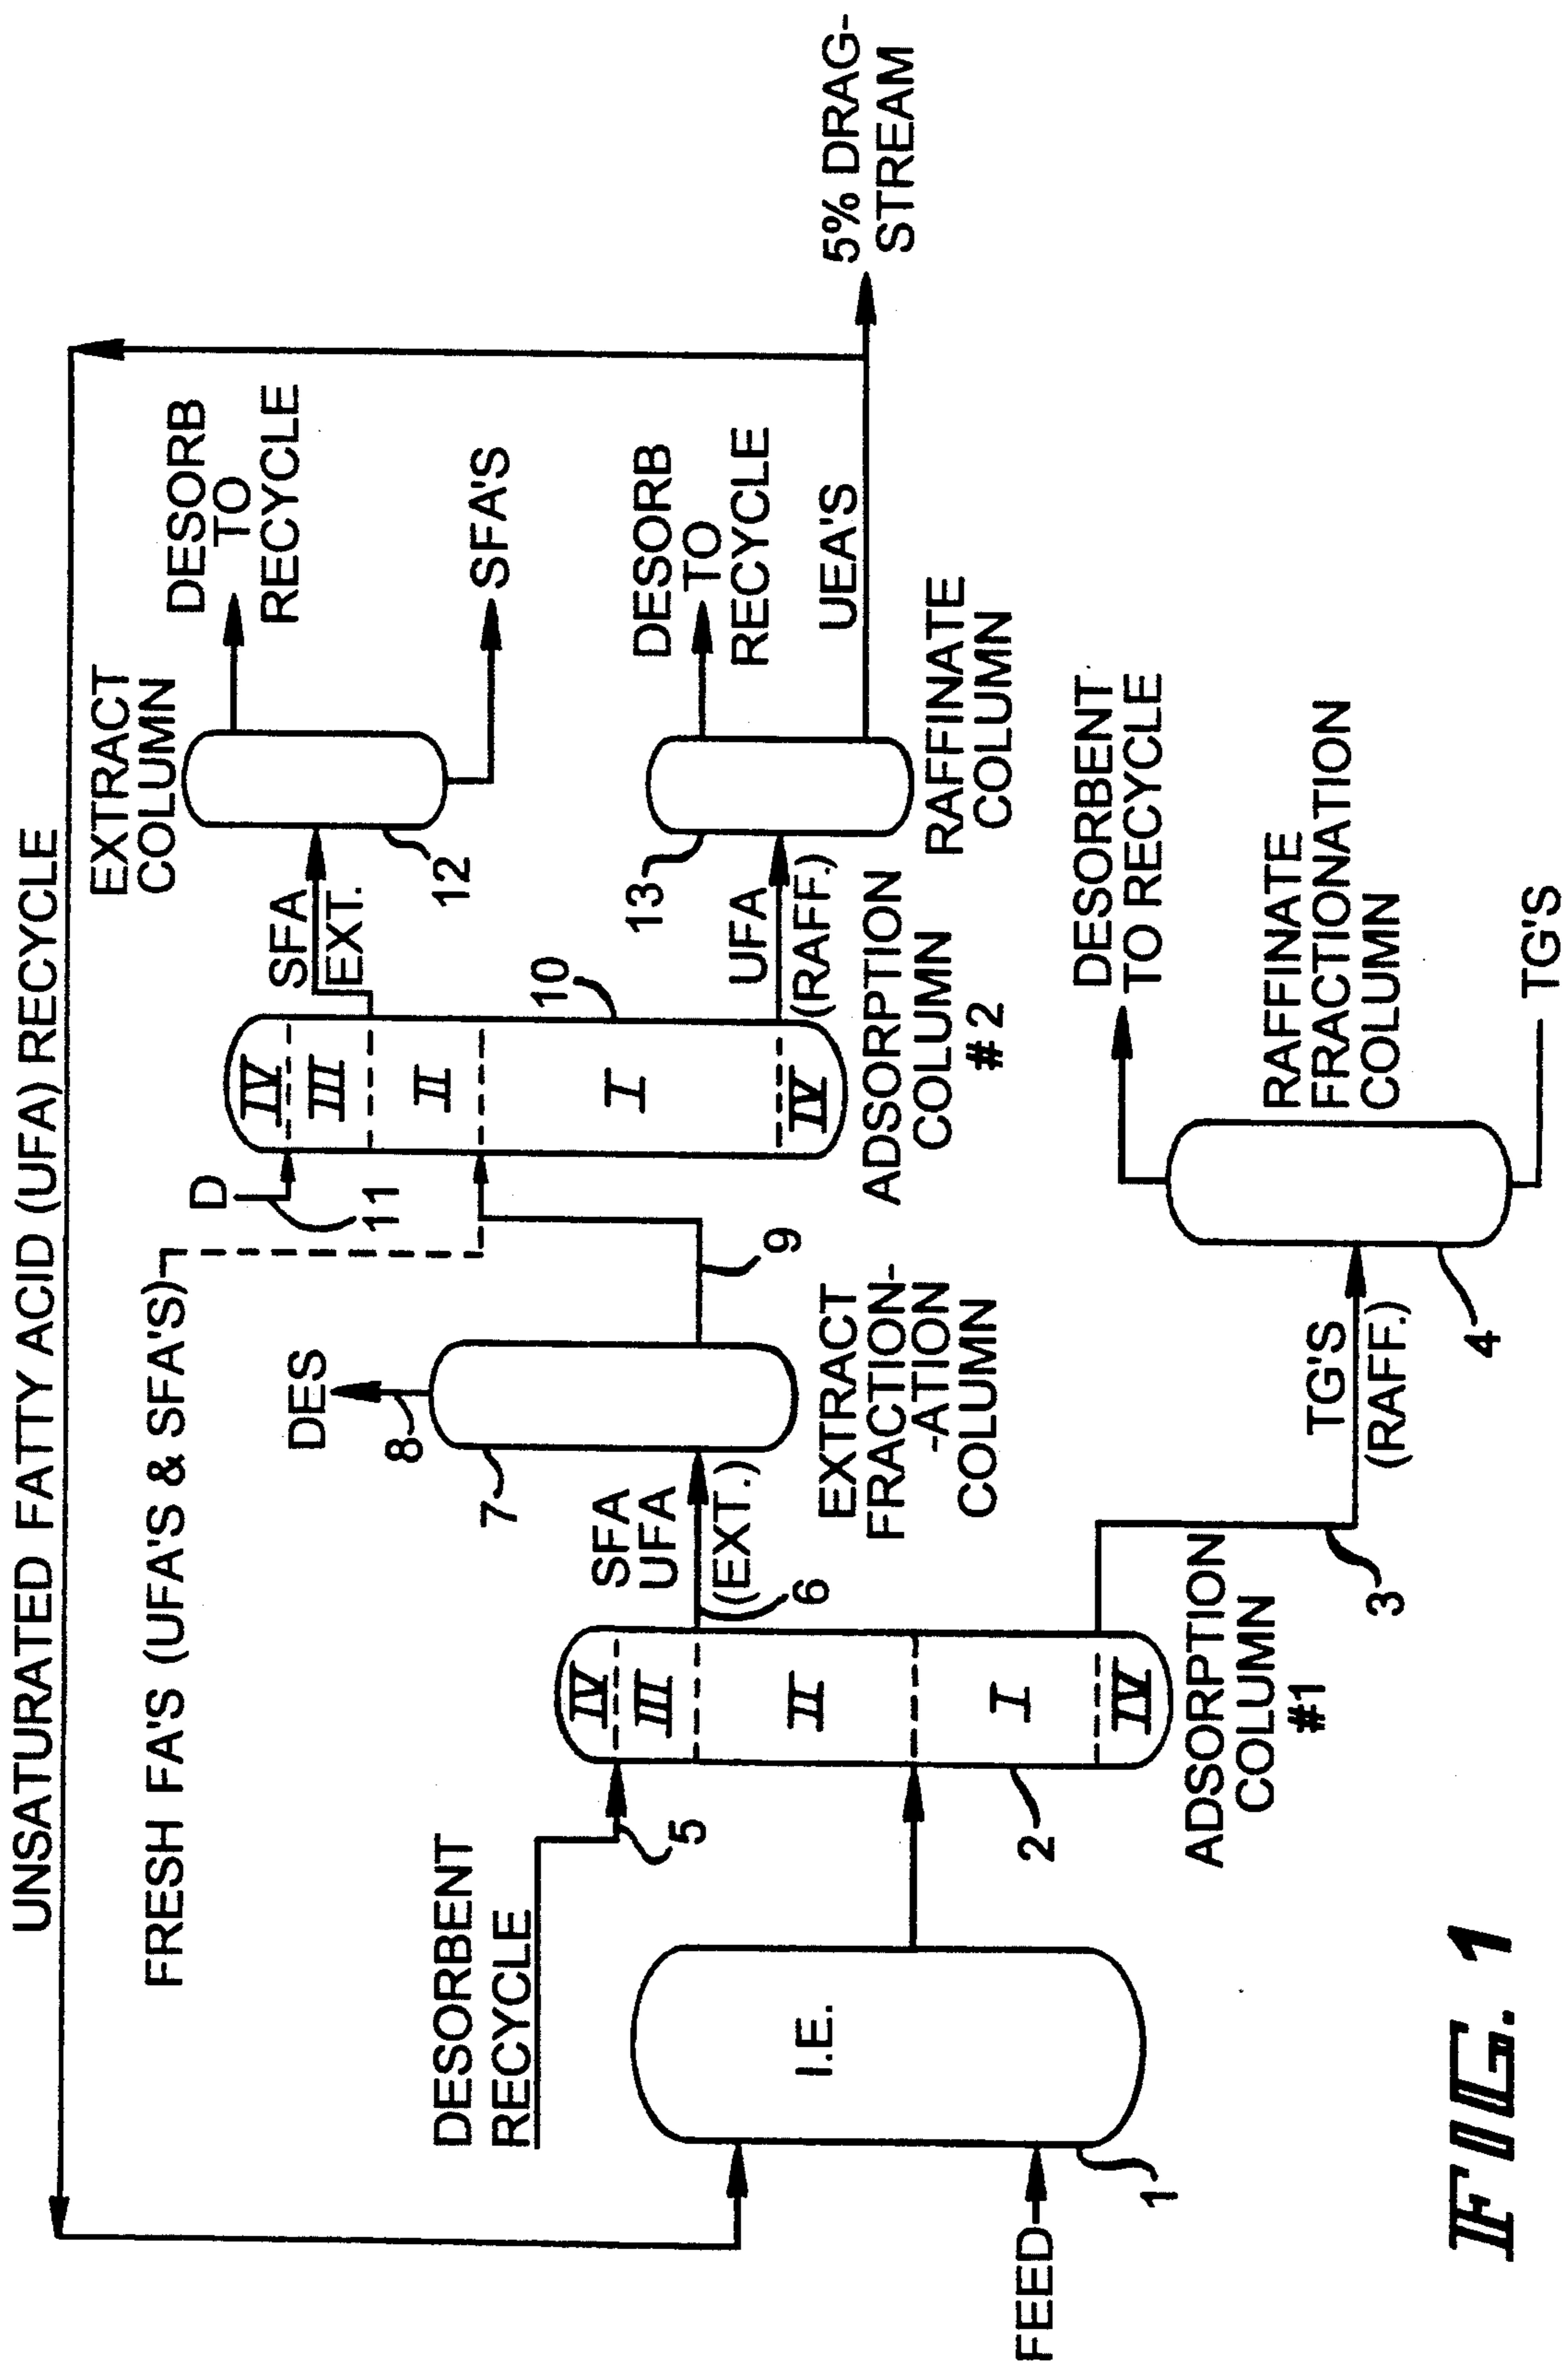 UNSATURATED FATTY ACID (UFA) RECYCLE
FRESH FA'S (UFA'S & SFA'S)
D
11
DES
8
7
SFA
UFA
(EXT.)
6
EXTRACT
FRACTION-
-ATION
COLUMN
9
DESORBENT
RECYCLE
5
I.E.
FEED
1
IV
III
II
I
IV
2
ADSORPTION
COLUMN
#1
3
TG'S
(RAFF.)
4
RAFFINATE
FRACTIONATION
COLUMN
DESORBENT
TO RECYCLE
TG'S
IV
III
II
I
IV
10
ADSORPTION
COLUMN
#2
SFA
EXT.
EXTRACT
COLUMN
12
DESORB
TO
RECYCLE
SFA'S
UFA
(RAFF.)
13
RAFFINATE
COLUMN
DESORB
TO
RECYCLE
UEA'S
5% DRAG-
STREAM
FIG. 1